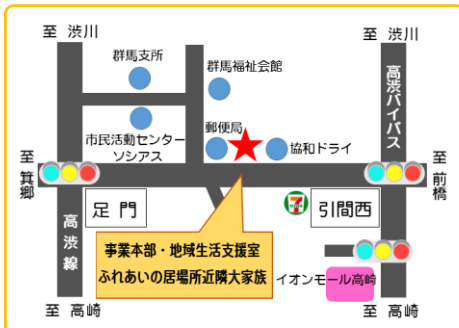 至 渋川
至 渋川
群馬支所
群馬福祉会館
高渋バイパス
市民活動センター
ソシアス
郵便局
協和ドライ
至 箕郷
至 前橋
足 門
引間西
7
ELEVEN
高渋線
事業本部・地域生活支援室
ふれあいの居場所近隣大家族
イオンモール高崎
至 高崎
至 高崎